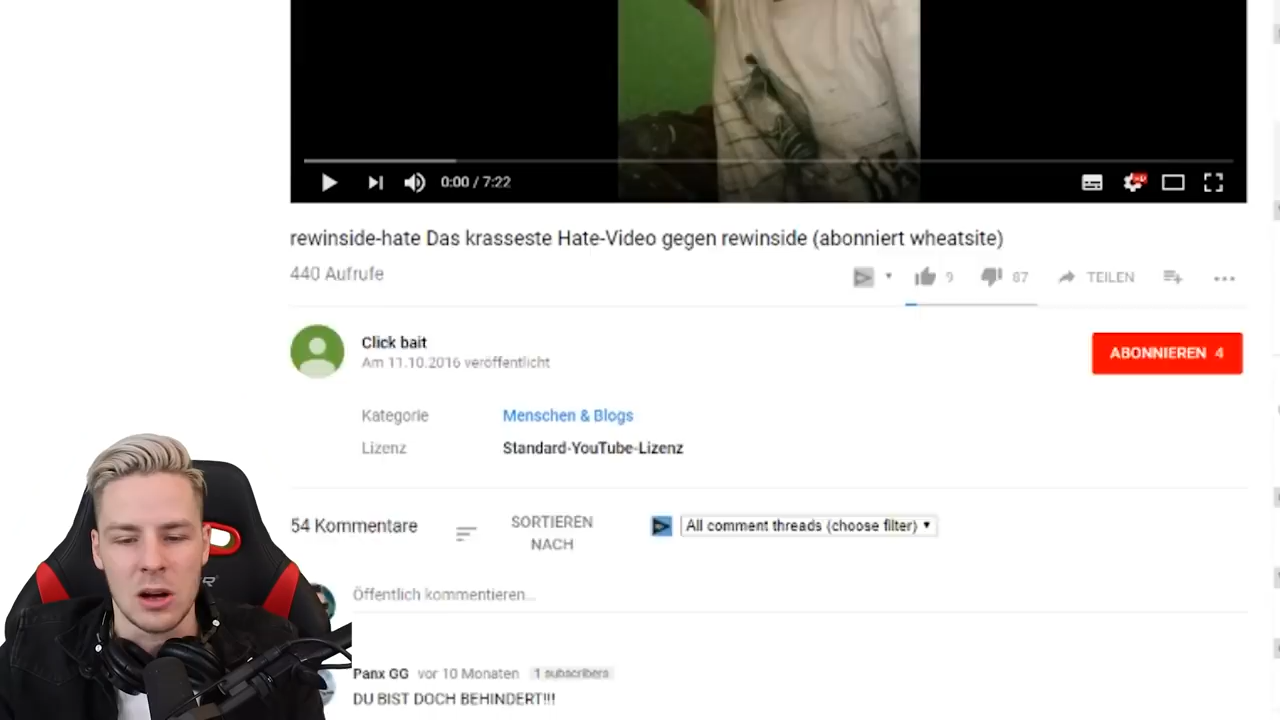 0:00 / 7:22
rewinside-hate Das krasseste Hate-Video gegen rewinside (abonniert wheatsite)
440 Aufrufe
9
87
TEILEN
Click bait
Am 11.10.2016 veröffentlicht
ABONNIEREN 4
Kategorie Menschen & Blogs
Lizenz Standard-YouTube-Lizenz
54 Kommentare
SORTIEREN
NACH
All comment threads (choose filter)
Öffentlich kommentieren...
Panx GG vor 10 Monaten 1 subscribers
DU BIST DOCH BEHINDERT!!!